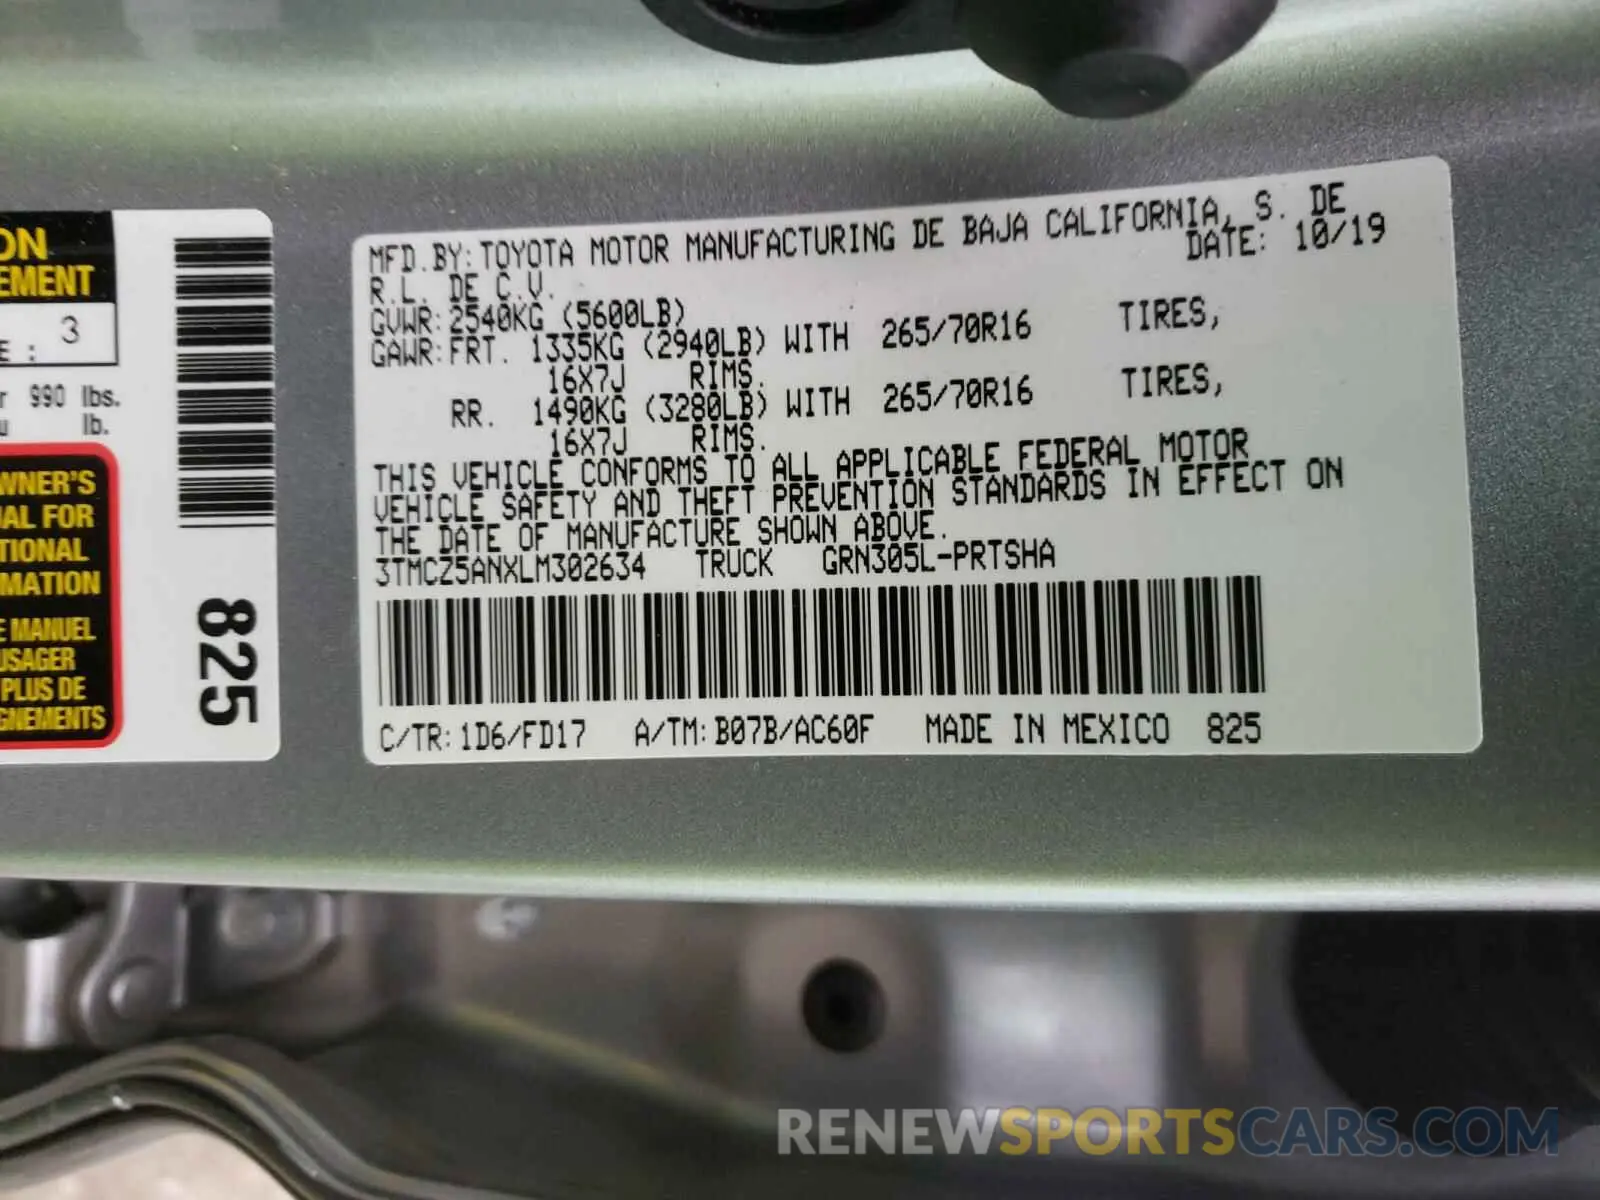 ON
EMENT
E : 3
r 990 lbs.
u lb.
WNER'S
UAL FOR
TIONAL
MATION
E MANUEL
USAGER
PLUS DE
GNEMENTS
825
MFD.BY:TOYOTA MOTOR MANUFACTURING DE BAJA CALIFORNIA, S. DE
R.L. DE C.V. DATE: 10/19
GVWR:2540KG (5600LB)
GAWR:FRT. 1335KG (2940LB) WITH 265/70R16 TIRES,
16X7J RIMS.
RR. 1490KG (3280LB) WITH 265/70R16 TIRES,
16X7J RIMS.
THIS VEHICLE CONFORMS TO ALL APPLICABLE FEDERAL MOTOR
VEHICLE SAFETY AND THEFT PREVENTION STANDARDS IN EFFECT ON
THE DATE OF MANUFACTURE SHOWN ABOVE.
3TMCZ5ANXLM302634 TRUCK GRN305L-PRTSHA
C/TR:1D6/FD17 A/TM:B07B/AC60F MADE IN MEXICO 825
RENEWSPORTSCARS.COM